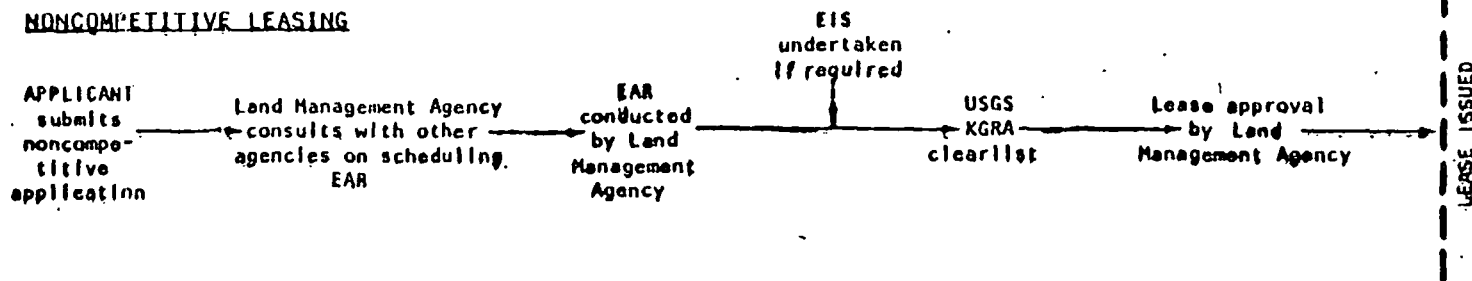 NONCOMPETITIVE LEASING
EIS
undertaken
if required
APPLICANT
submits
noncompe-
titive
application
Land Management Agency
consults with other
agencies on scheduling
EAR
EAR
conducted
by Land
Management
Agency
USGS
KGRA
clearlist
Lease approval
by Land
Management Agency
LEASE ISSUED